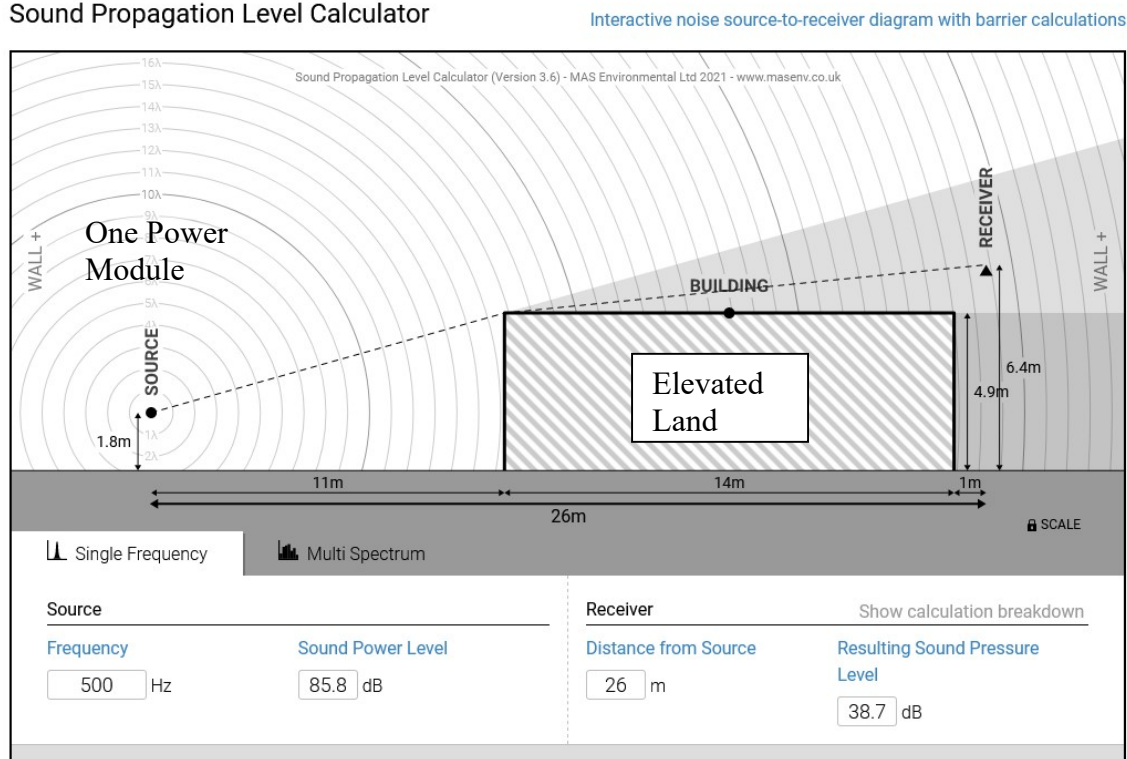 Sound Propagation Level Calculator
Interactive noise source-to-receiver diagram with barrier calculations
Sound Propagation Level Calculator (Version 3.6) - MAS Environmental Ltd 2021 - www.masenv.co.uk
16λ
15λ
14λ
13λ
12λ
11λ
10λ
9λ
One Power
Module
5λ
1λ
2λ
WALL +
SOURCE
1.8m
BUILDING
Elevated
Land
RECEIVER
WALL +
6.4m
4.9m
11m
14m
1m
26m
SCALE
Single Frequency
Multi Spectrum
Source
Receiver
Show calculation breakdown
Frequency
Sound Power Level
Distance from Source
Resulting Sound Pressure
Level
500 Hz
85.8 dB
26 m
38.7 dB